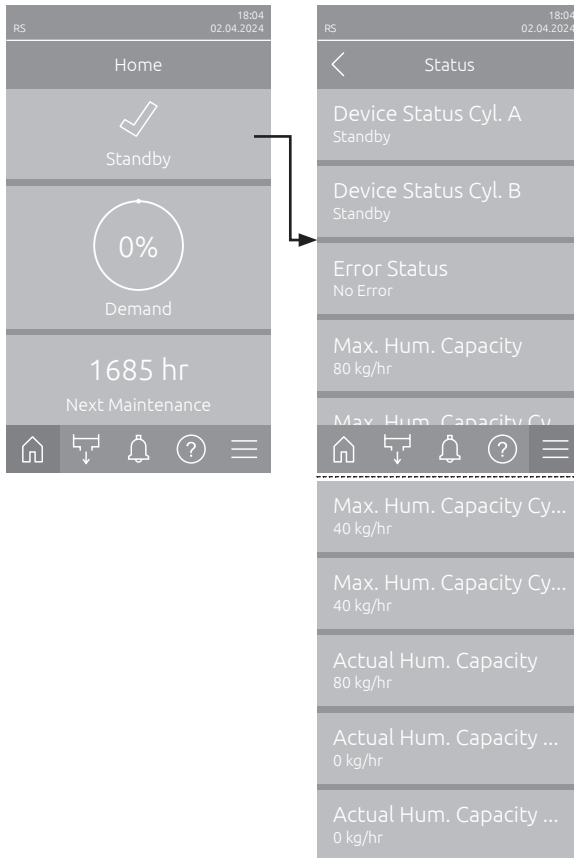 18:04
RS 02.04.2024
Home
Standby
0%
Demand
1685 hr
Next Maintenance
18:04
RS 02.04.2024
Status
Device Status Cyl. A
Standby
Device Status Cyl. B
Standby
Error Status
No Error
Max. Hum. Capacity
80 kg/hr
Max. Hum. Capacity Cy...
?
?
Max. Hum. Capacity Cy...
40 kg/hr
Max. Hum. Capacity Cy...
40 kg/hr
Actual Hum. Capacity
80 kg/hr
Actual Hum. Capacity ...
0 kg/hr
Actual Hum. Capacity ...
0 kg/hr